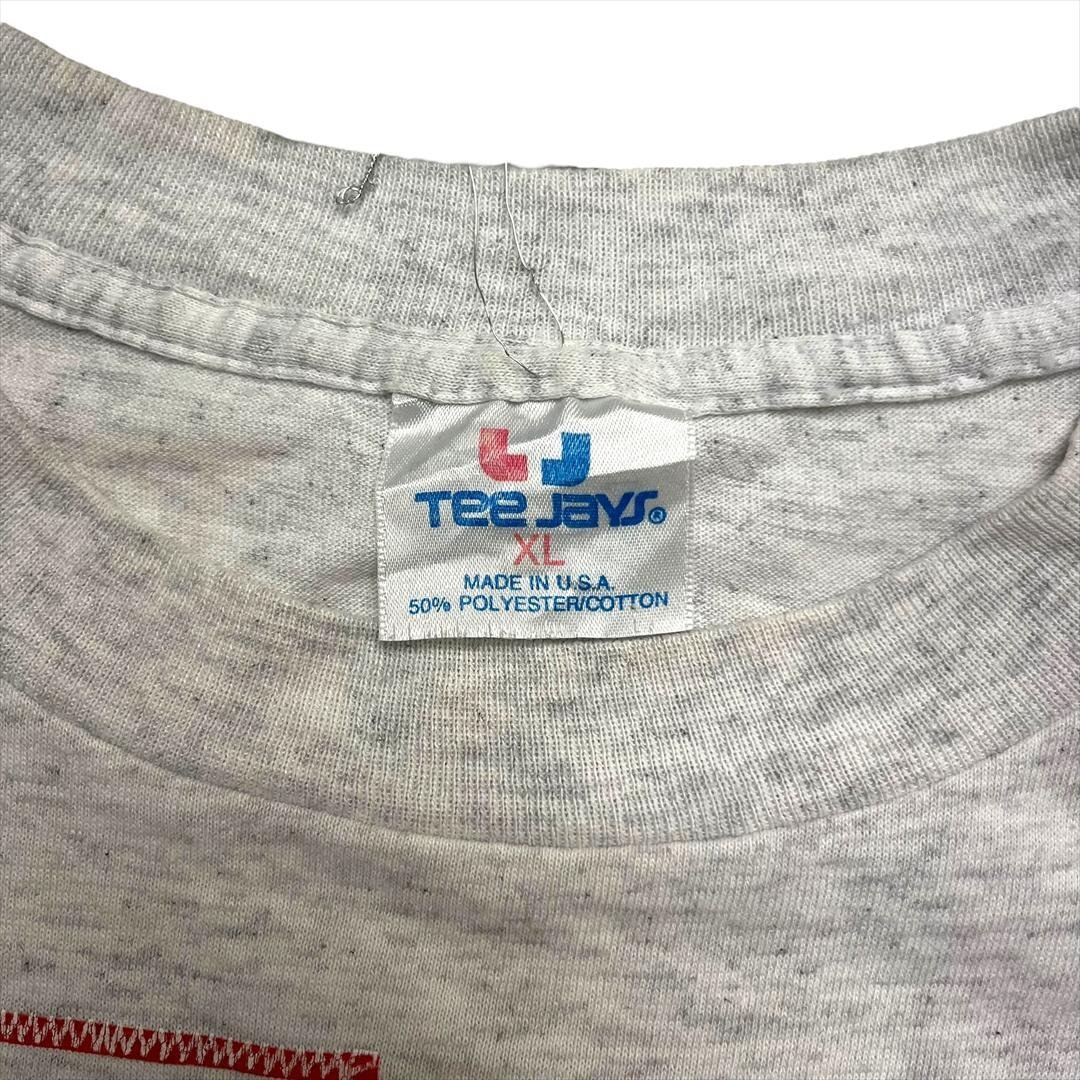 Tee Jays®
XL
MADE IN U.S.A.
50% POLYESTER/COTTON